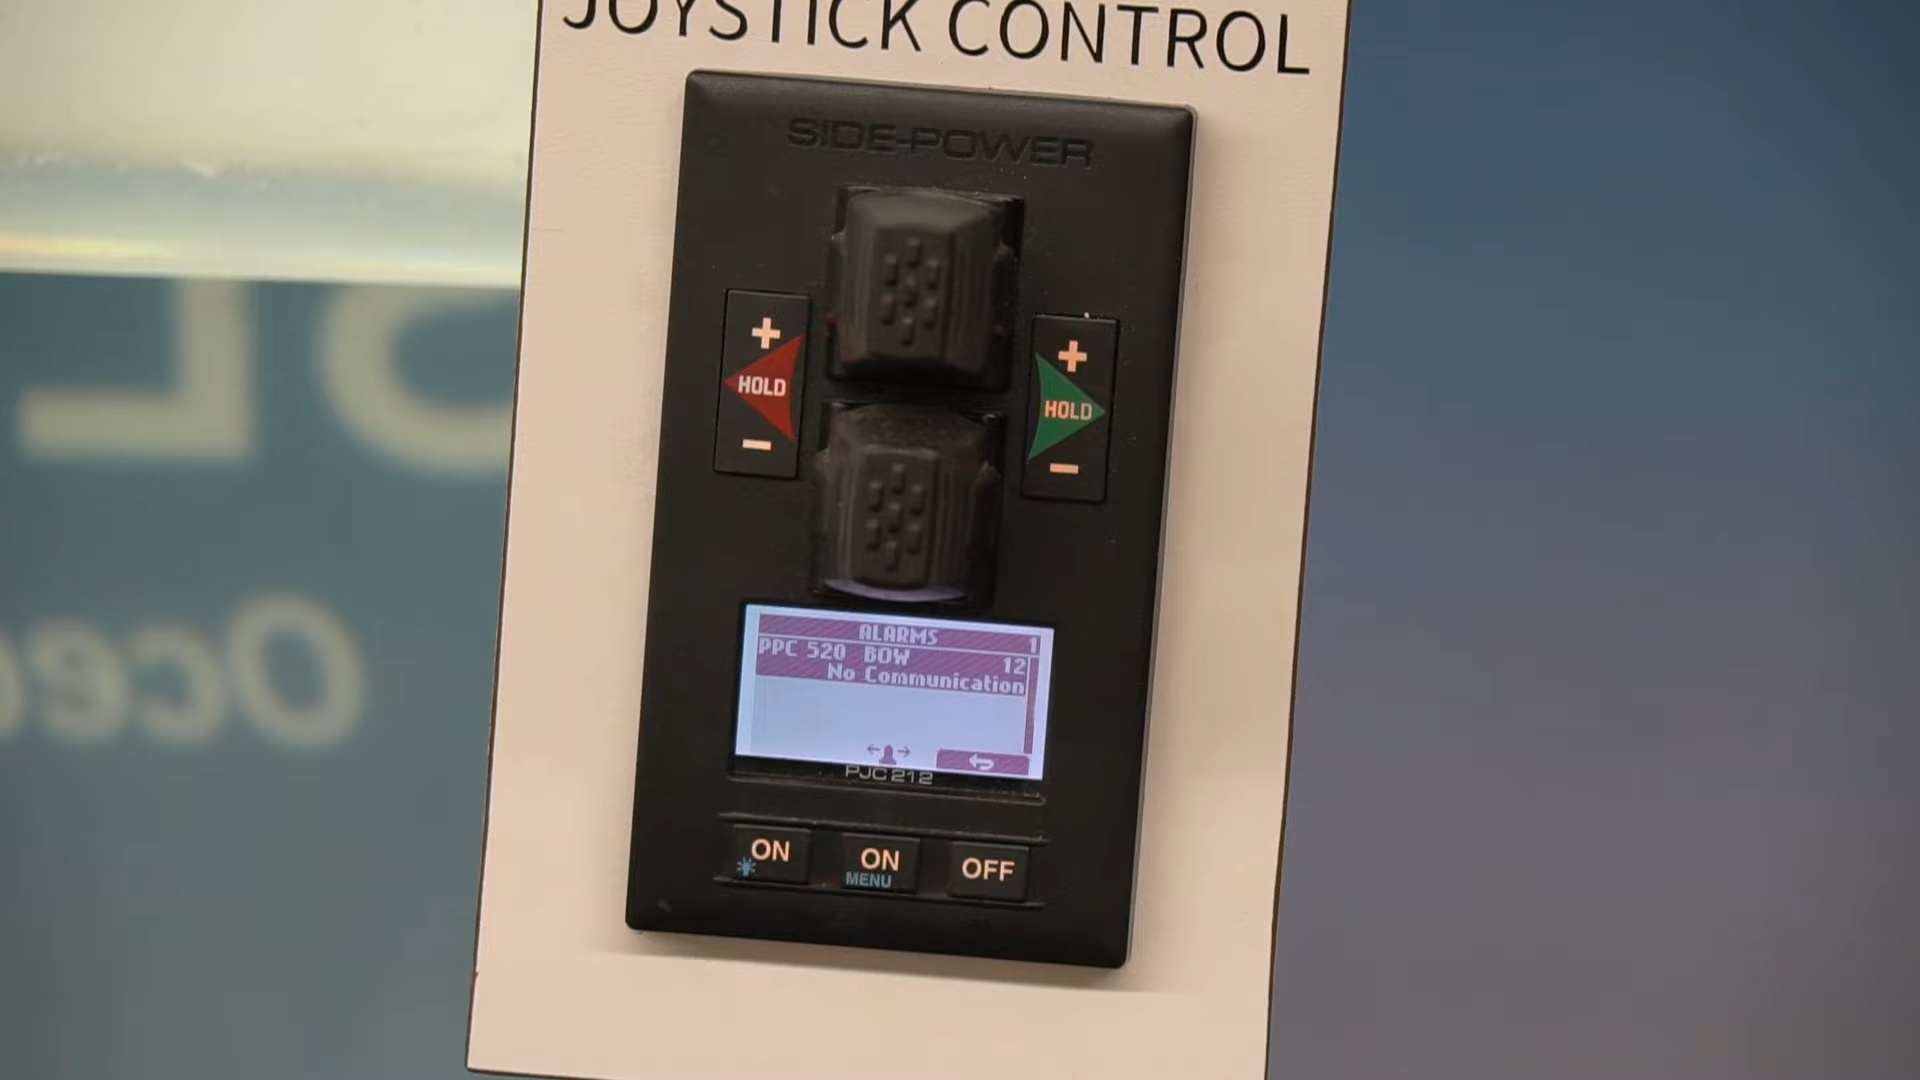 JOYSTICK CONTROL
SIDE-POWER
+
HOLD
-
+
HOLD
-
ALARMS 1
PPC 520 BOW 12
No Communication
PJC212
ON
ON
MENU
OFF